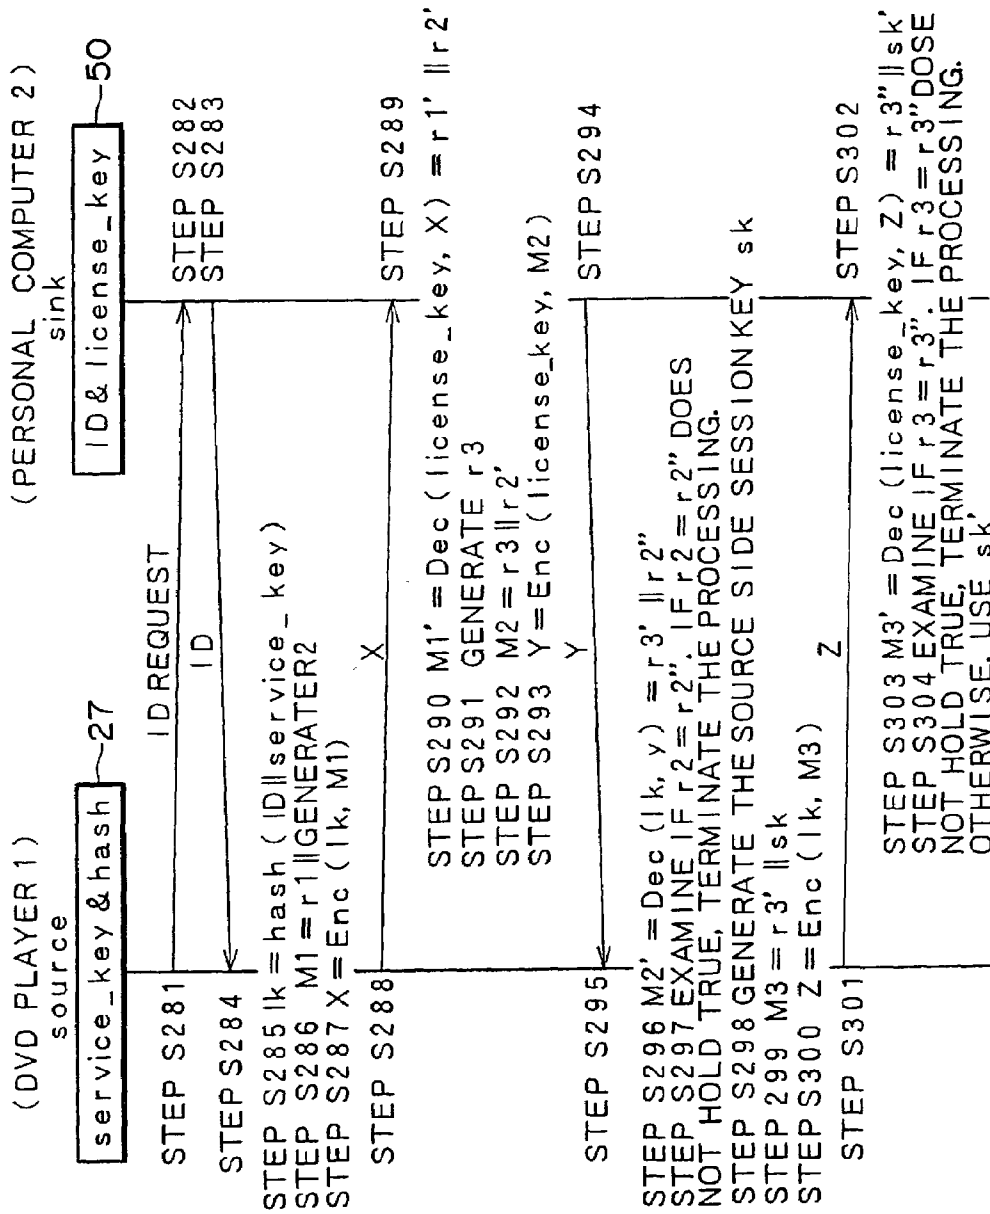 (DVD PLAYER 1)
source
service_key & hash
27
(PERSONAL COMPUTER 2)
sink
ID & license_key
50
STEP S281
ID REQUEST
STEP S282
STEP S283
ID
STEP S284
STEP S285 lk = hash (ID || service_key)
STEP S286 M1 = r1 || GENERATER2
STEP S287 X = Enc (lk, M1)
STEP S288
X
STEP S289
STEP S290 M1' = Dec (license_key, X) = r1' || r2'
STEP S291 GENERATE r3
STEP S292 M2 = r3 || r2'
STEP S293 Y = Enc (license_key, M2)
STEP S294
Y
STEP S295
STEP S296 M2' = Dec (lk, y) = r3' || r2"
STEP S297 EXAMINE IF r2 = r2". IF r2 = r2" DOES
NOT HOLD TRUE, TERMINATE THE PROCESSING.
STEP S298 GENERATE THE SOURCE SIDE SESSION KEY sk
STEP 299 M3 = r3' || sk
STEP S300 Z = Enc (lk, M3)
STEP S301
Z
STEP S302
STEP S303 M3' = Dec (license_key, Z) = r3" || sk'
STEP S304 EXAMINE IF r3 = r3". IF r3 = r3" DOSE
NOT HOLD TRUE, TERMINATE THE PROCESSING.
OTHERWISE, USE sk'